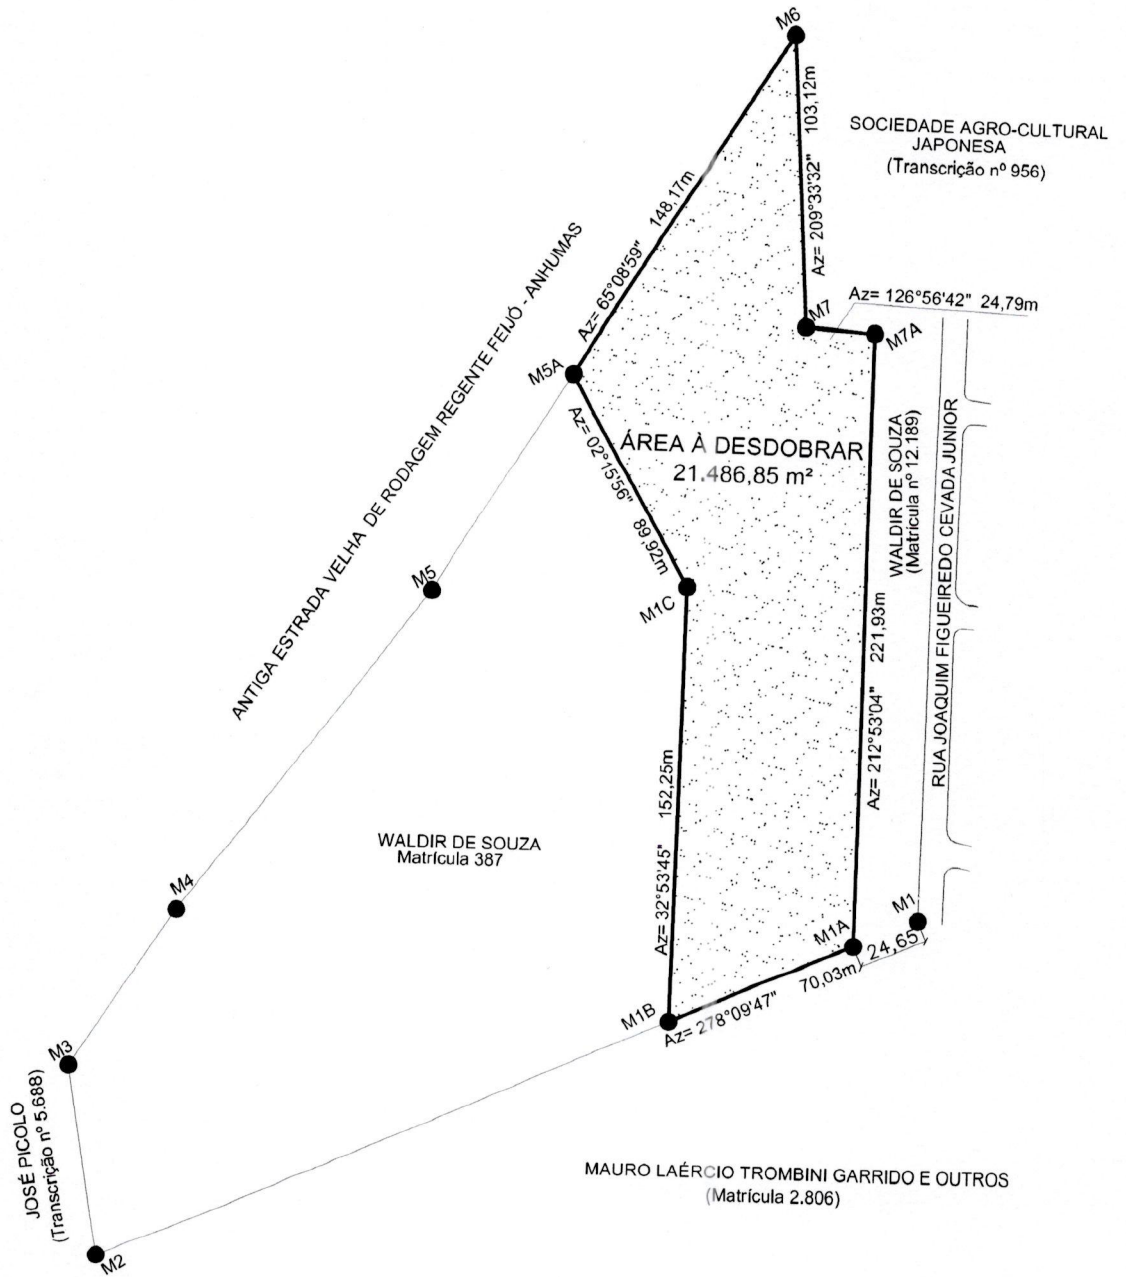 M6
103,12m
Az= 209°33'32"
SOCIEDADE AGRO-CULTURAL
JAPONESA
(Transcrição nº 956)
148,17m
Az= 65°08'59"
ANTIGA ESTRADA VELHA DE RODAGEM REGENTE FEIJÓ - ANHUMAS
Az= 126°56'42" 24,79m
M7
M7A
M5A
Az= 02°15'56" 89,92m
ÁREA À DESDOBRAR
21.486,85 m²
WALDIR DE SOUZA
(Matrícula nº 12.189)
RUA JOAQUIM FIGUEIREDO CEVADA JUNIOR
M5
M1C
Az= 212°53'04" 221,93m
Az= 32°53'45" 152,25m
WALDIR DE SOUZA
Matrícula 387
M4
M1
M1A
24,65
M1B
Az= 278°09'47" 70,03m
M3
JOSÉ PICOLO
(Transcrição nº 5.688)
MAURO LAÉRCIO TROMBINI GARRIDO E OUTROS
(Matrícula 2.806)
M2